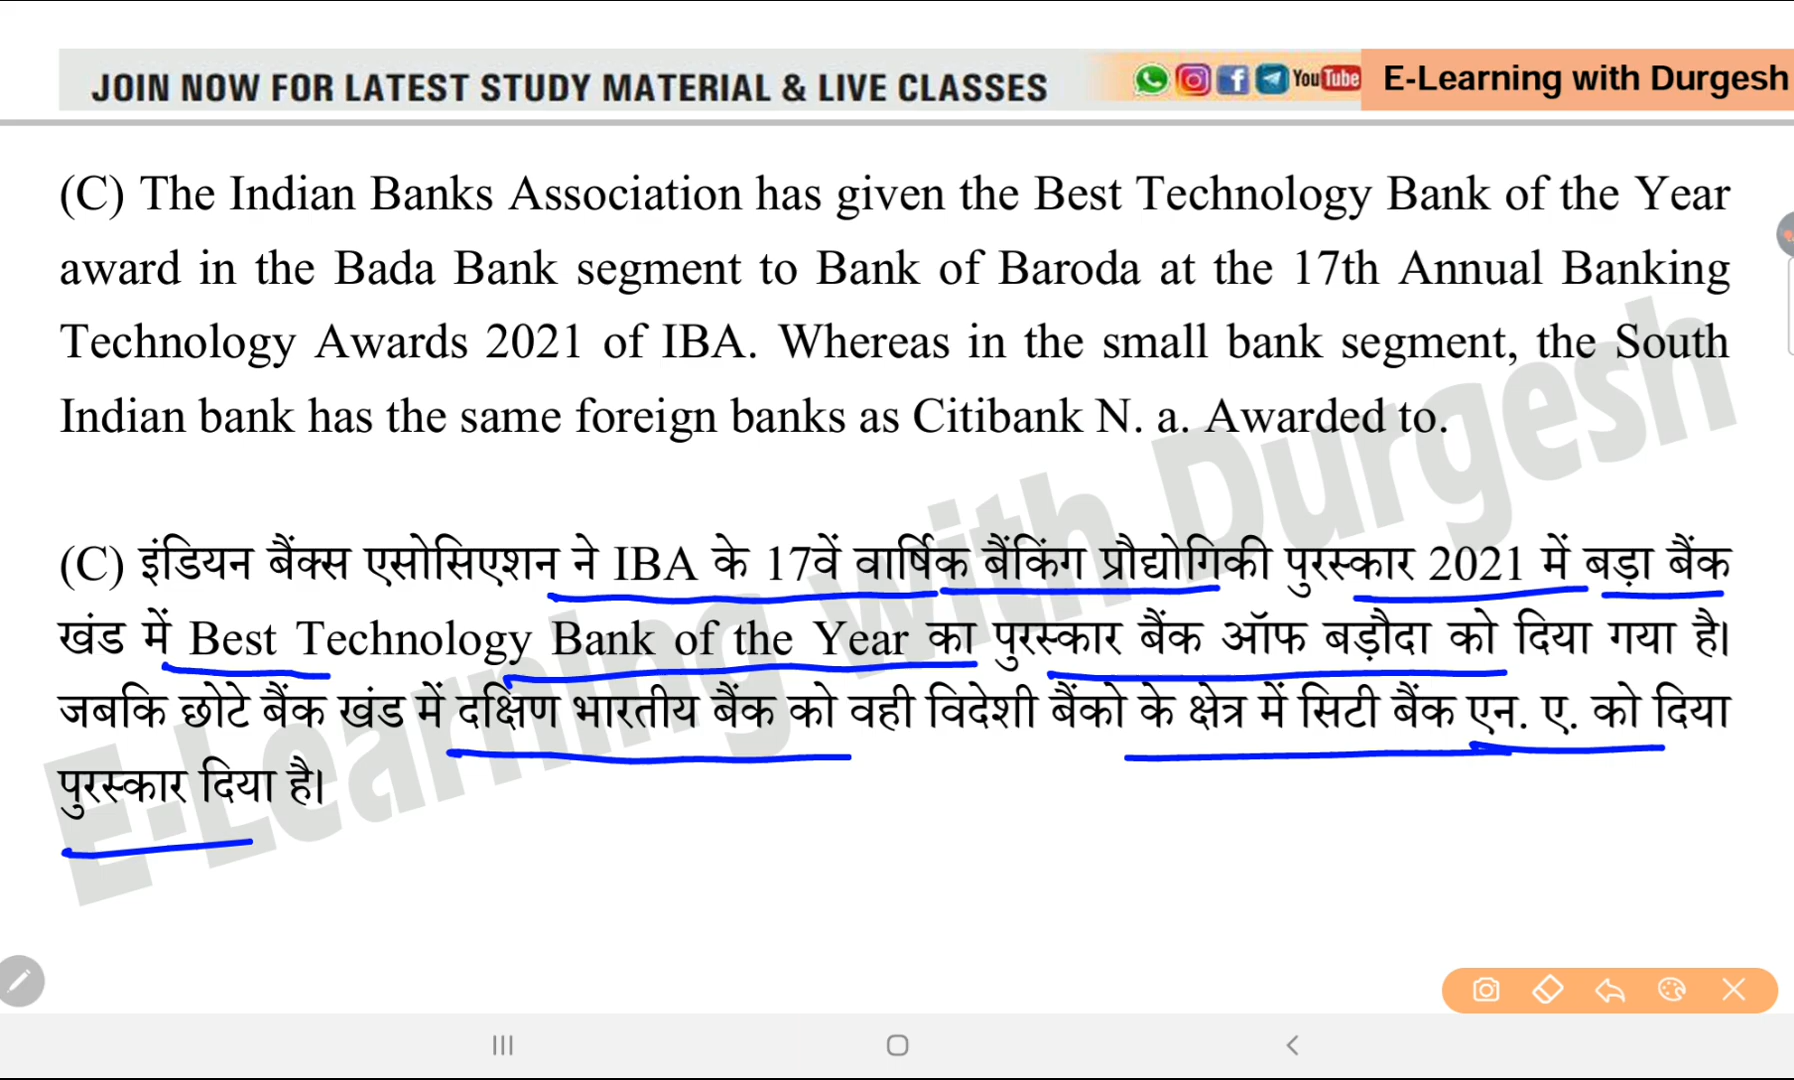 JOIN NOW FOR LATEST STUDY MATERIAL & LIVE CLASSES
YouTube
E-Learning with Durgesh
(C) The Indian Banks Association has given the Best Technology Bank of the Year
award in the Bada Bank segment to Bank of Baroda at the 17th Annual Banking
Technology Awards 2021 of IBA. Whereas in the small bank segment, the South
Indian bank has the same foreign banks as Citibank N. a. Awarded to.
(C) इंडियन बैंक्स एसोसिएशन ने IBA के 17वें वार्षिक बैंकिंग प्रौद्योगिकी पुरस्कार 2021 में बड़ा बैंक
खंड में Best Technology Bank of the Year का पुरस्कार बैंक ऑफ बड़ौदा को दिया गया है।
जबकि छोटे बैंक खंड में दक्षिण भारतीय बैंक को वही विदेशी बैंको के क्षेत्र में सिटी बैंक एन. ए. को दिया
पुरस्कार दिया है।
E-Learning with Durgesh